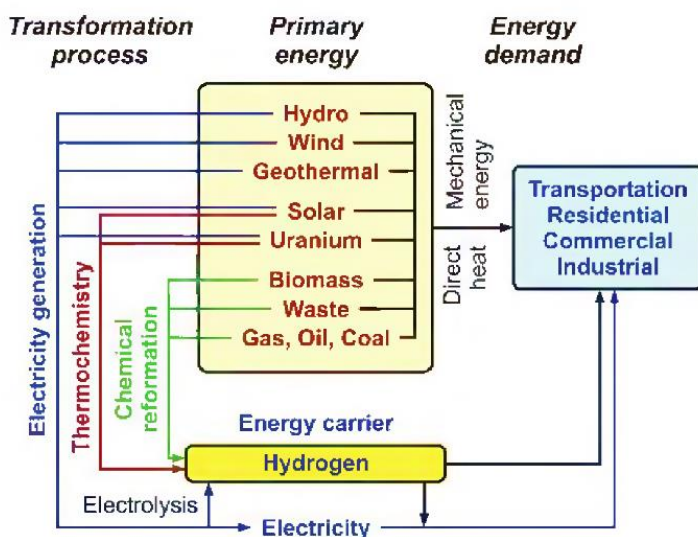 Transformation process
Primary energy
Energy demand
Hydro
Wind
Geothermal
Solar
Uranium
Biomass
Waste
Gas, Oil, Coal
Mechanical energy
Direct heat
Transportation
Residential
Commercial
Industrial
Electricity generation
Thermochemistry
Chemical reformation
Energy carrier
Hydrogen
Electrolysis
Electricity